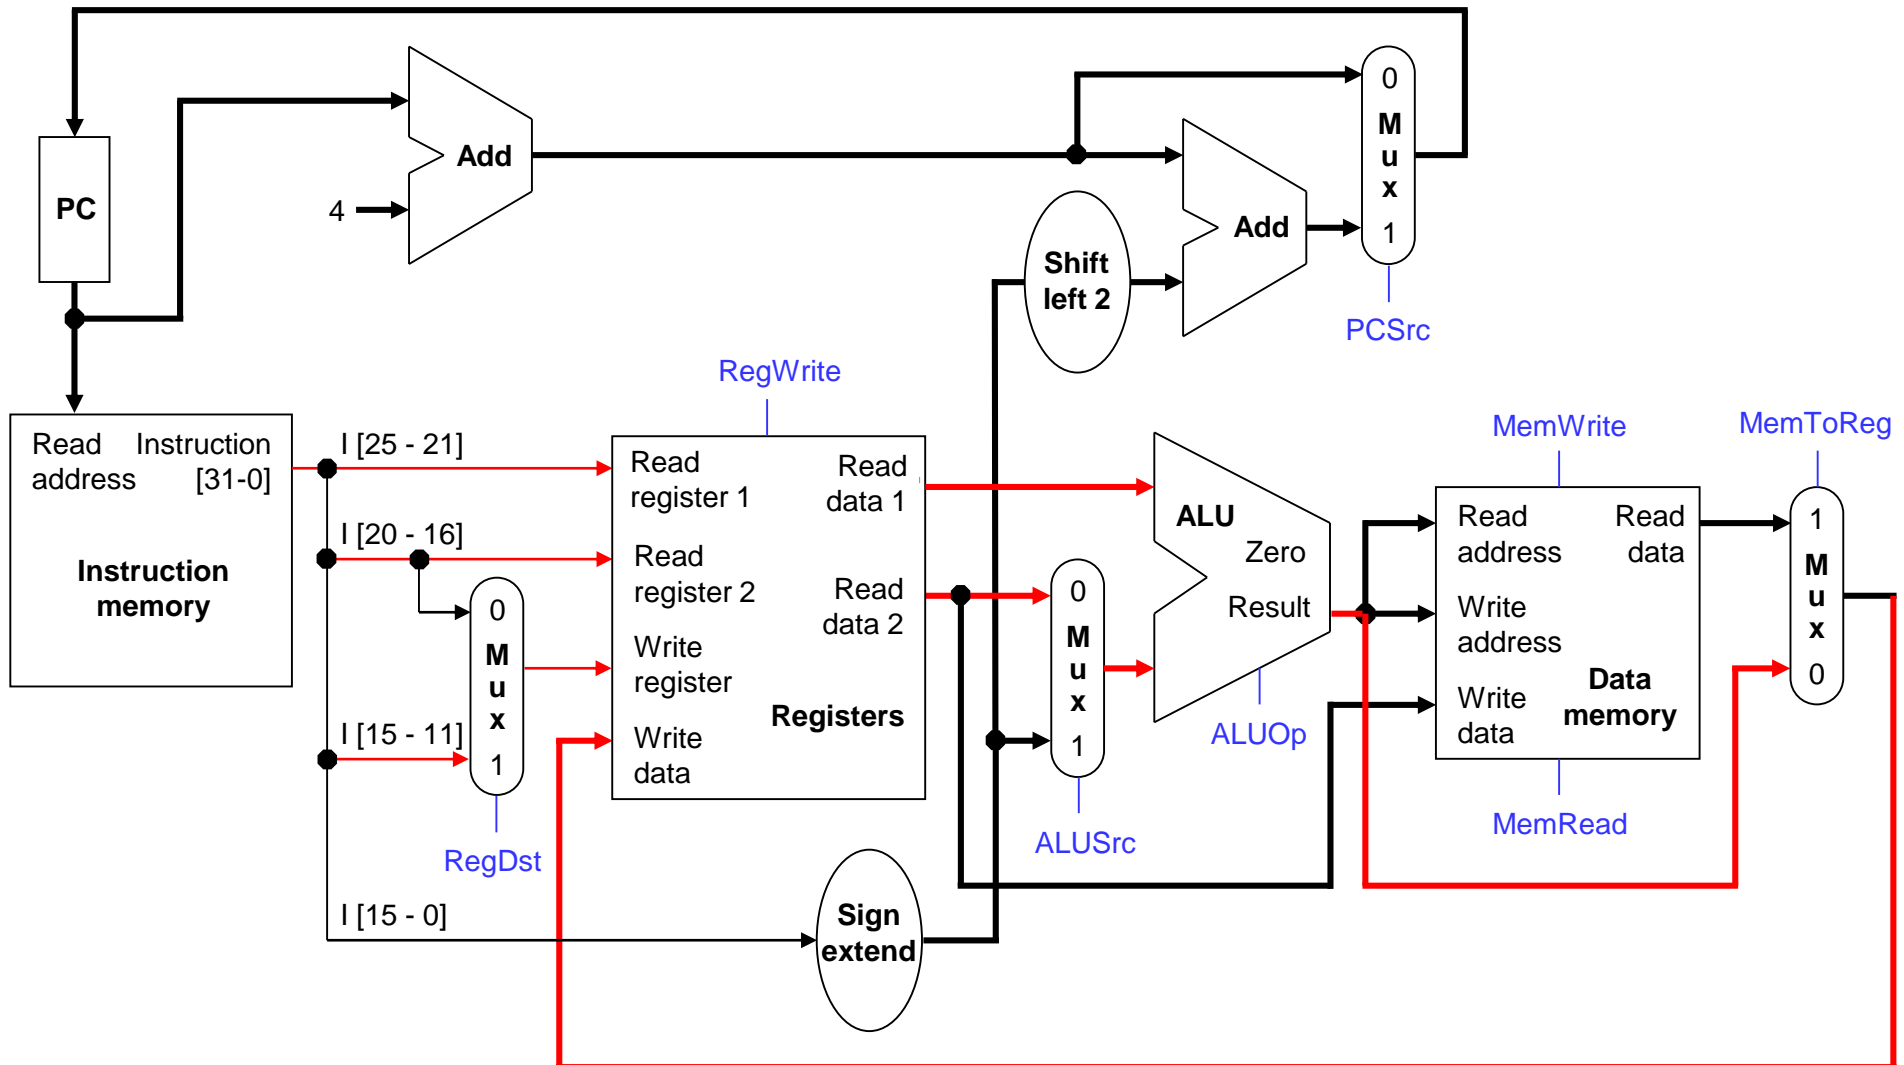 PC
Add
4
Add
Shift
left 2
0
M
u
x
1
PCSrc
RegWrite
Read
address
Instruction
[31-0]
Instruction
memory
I [25 - 21]
I [20 - 16]
I [15 - 11]
I [15 - 0]
0
M
u
x
1
RegDst
Read
register 1
Read
register 2
Write
register
Write
data
Read
data 1
Read
data 2
Registers
Sign
extend
0
M
u
x
1
ALUSrc
ALU
Zero
Result
ALUOp
MemWrite
Read
address
Write
address
Write
data
Read
data
Data
memory
MemRead
MemToReg
1
M
u
x
0